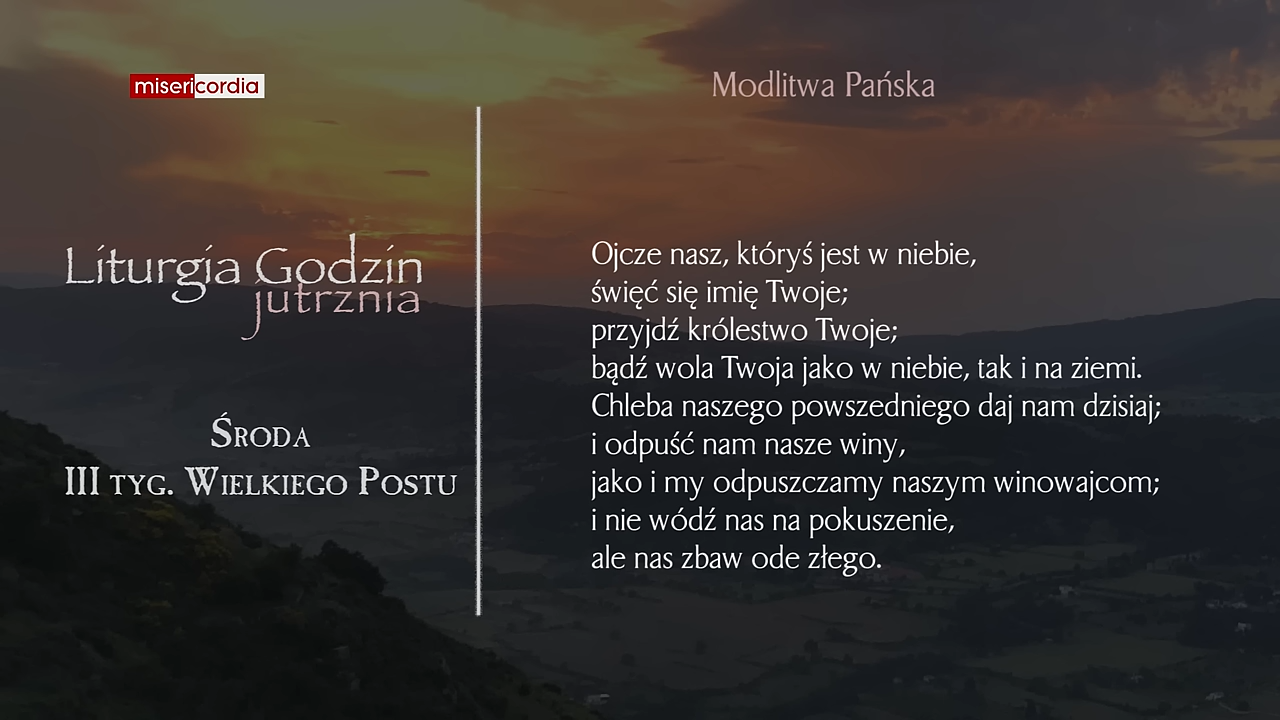 misericordia
Modlitwa Pańska
Liturgia Godzin
jutrznia
Środa
III tyg. Wielkiego Postu
Ojcze nasz, któryś jest w niebie,
święć się imię Twoje;
przyjdź królestwo Twoje;
bądź wola Twoja jako w niebie, tak i na ziemi.
Chleba naszego powszedniego daj nam dzisiaj;
i odpuść nam nasze winy,
jako i my odpuszczamy naszym winowajcom;
i nie wódź nas na pokuszenie,
ale nas zbaw ode złego.